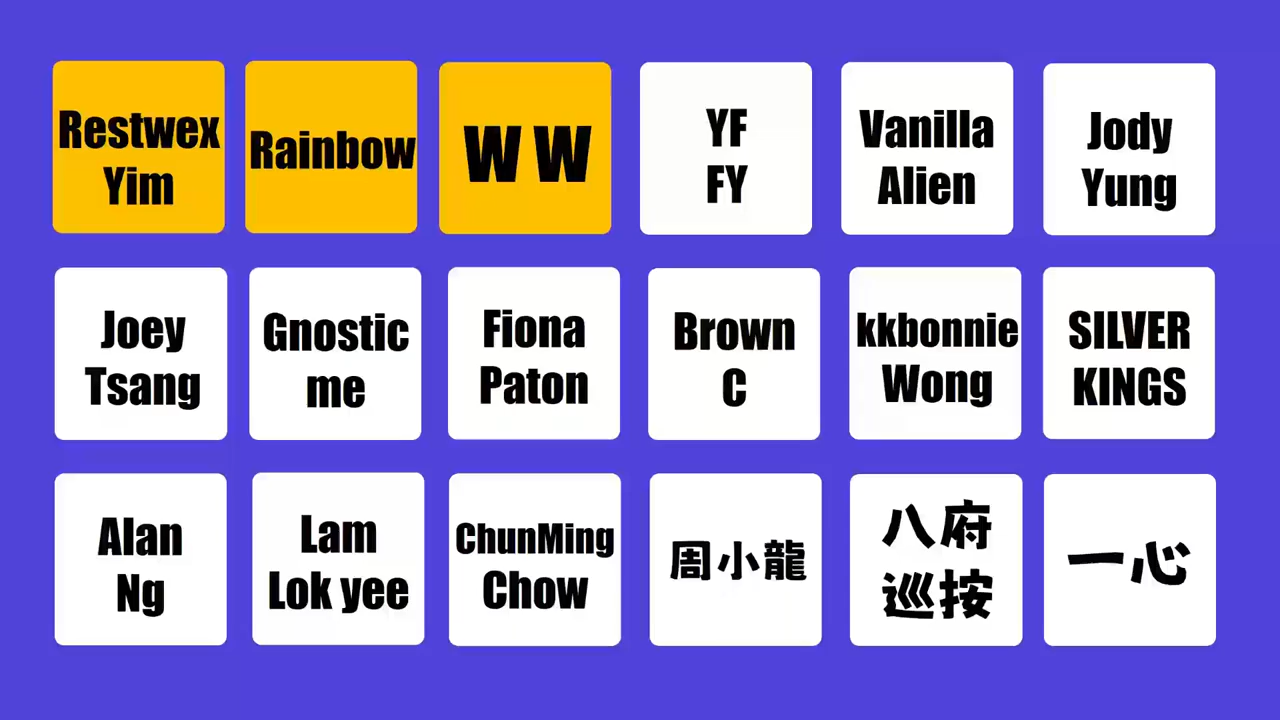 Restwex
Yim
Rainbow
W W
YF
FY
Vanilla
Alien
Jody
Yung
Joey
Tsang
Gnostic
me
Fiona
Paton
Brown
C
kkbonnie
Wong
SILVER
KINGS
Alan
Ng
Lam
Lok yee
ChunMing
Chow
周小龍
八府
巡按
一心